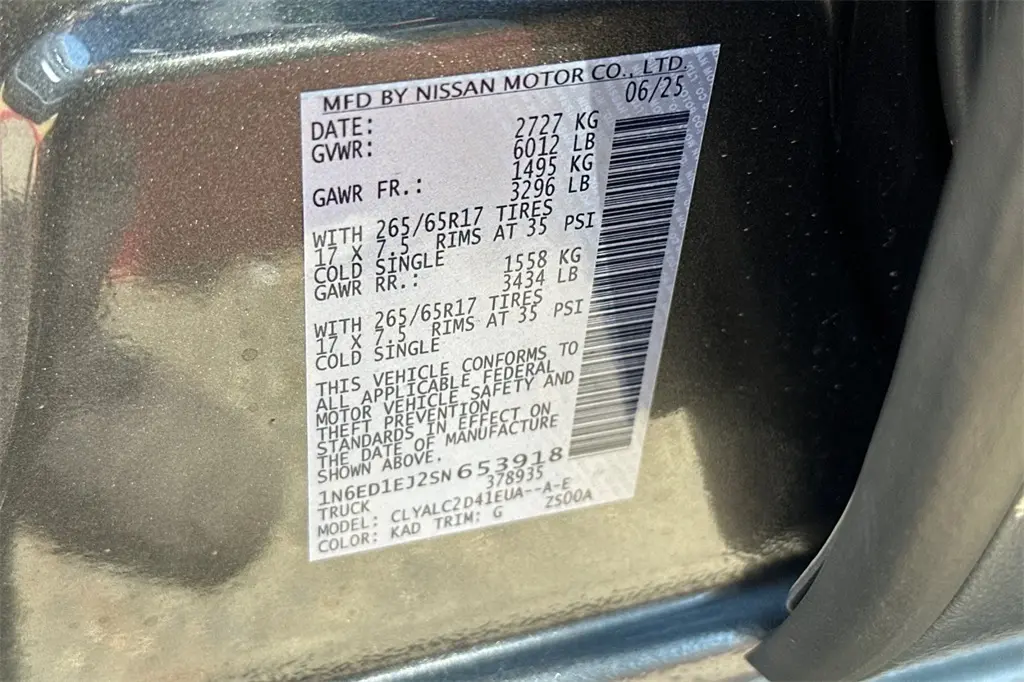 MFD BY NISSAN MOTOR CO., LTD.
DATE: 06/25
GVWR: 2727 KG
6012 LB
GAWR FR.: 1495 KG
3296 LB
WITH 265/65R17 TIRES
17 X 7.5 RIMS AT 35 PSI
COLD SINGLE
GAWR RR.: 1558 KG
3434 LB
WITH 265/65R17 TIRES
17 X 7.5 RIMS AT 35 PSI
COLD SINGLE
THIS VEHICLE CONFORMS TO
ALL APPLICABLE FEDERAL
MOTOR VEHICLE SAFETY AND
THEFT PREVENTION
STANDARDS IN EFFECT ON
THE DATE OF MANUFACTURE
SHOWN ABOVE.
1N6ED1EJ2SN653918
TRUCK 378935
MODEL: CLYALC2D41EUA--A-E
COLOR: KAD TRIM: G ZS00A